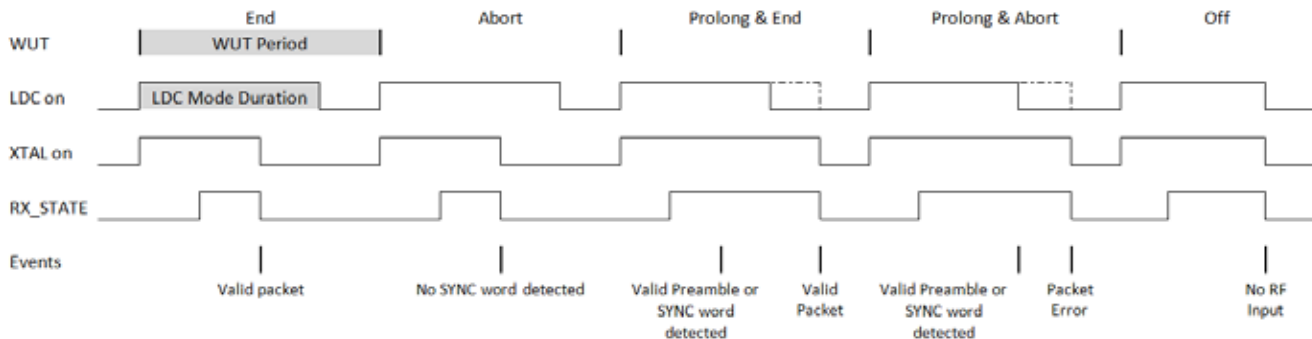 End
Abort
Prolong & End
Prolong & Abort
Off
WUT
WUT Period
LDC on
LDC Mode Duration
XTAL on
RX_STATE
Events
Valid packet
No SYNC word detected
Valid Preamble or
SYNC word
detected
Valid
Packet
Valid Preamble or
SYNC word
detected
Packet
Error
No RF
Input